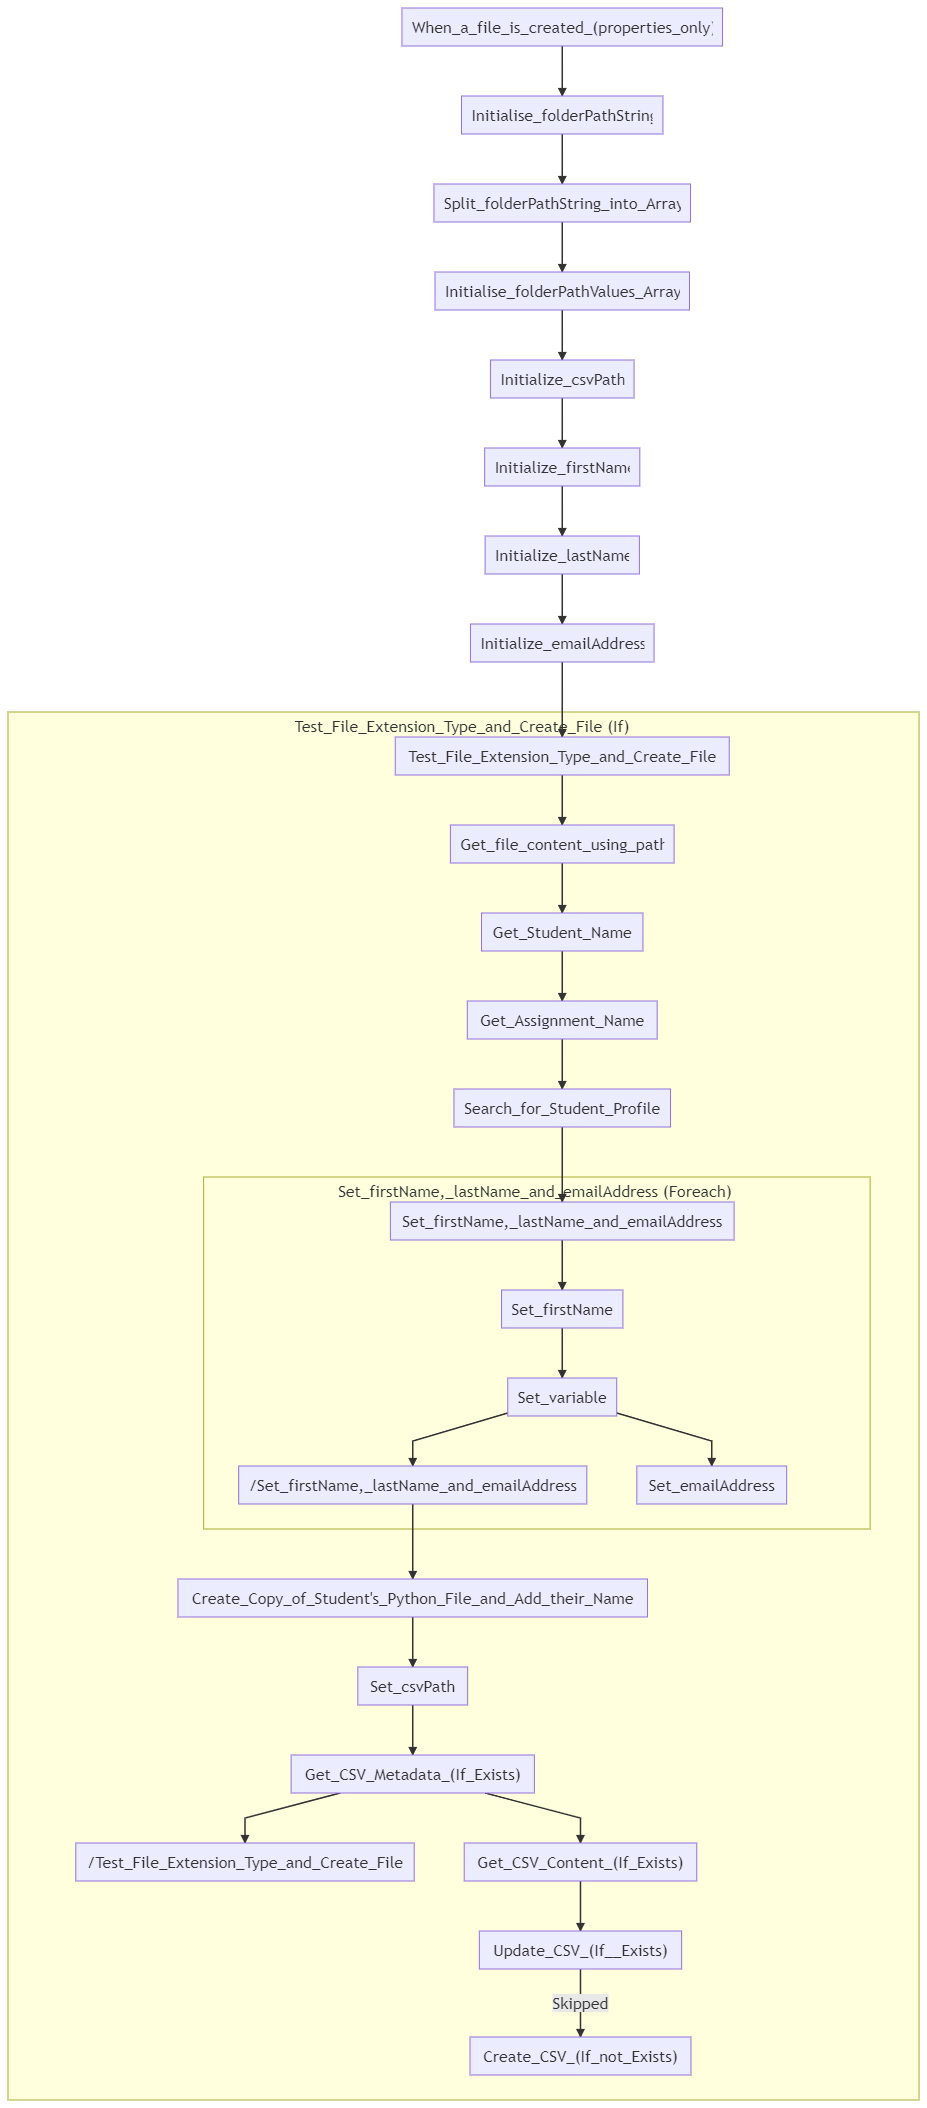 When_a_file_is_created_(properties_only)
Initialise_folderPathString
Split_folderPathString_into_Array
Initialise_folderPathValues_Array
Initialize_csvPath
Initialize_firstName
Initialize_lastName
Initialize_emailAddress
Test_File_Extension_Type_and_Create_File (If)
Test_File_Extension_Type_and_Create_File
Get_file_content_using_path
Get_Student_Name
Get_Assignment_Name
Search_for_Student_Profile
Set_firstName,_lastName_and_emailAddress (Foreach)
Set_firstName,_lastName_and_emailAddress
Set_firstName
Set_variable
/Set_firstName,_lastName_and_emailAddress
Set_emailAddress
Create_Copy_of_Student's_Python_File_and_Add_their_Name
Set_csvPath
Get_CSV_Metadata_(If_Exists)
/Test_File_Extension_Type_and_Create_File
Get_CSV_Content_(If_Exists)
Update_CSV_(If__Exists)
Skipped
Create_CSV_(If_not_Exists)